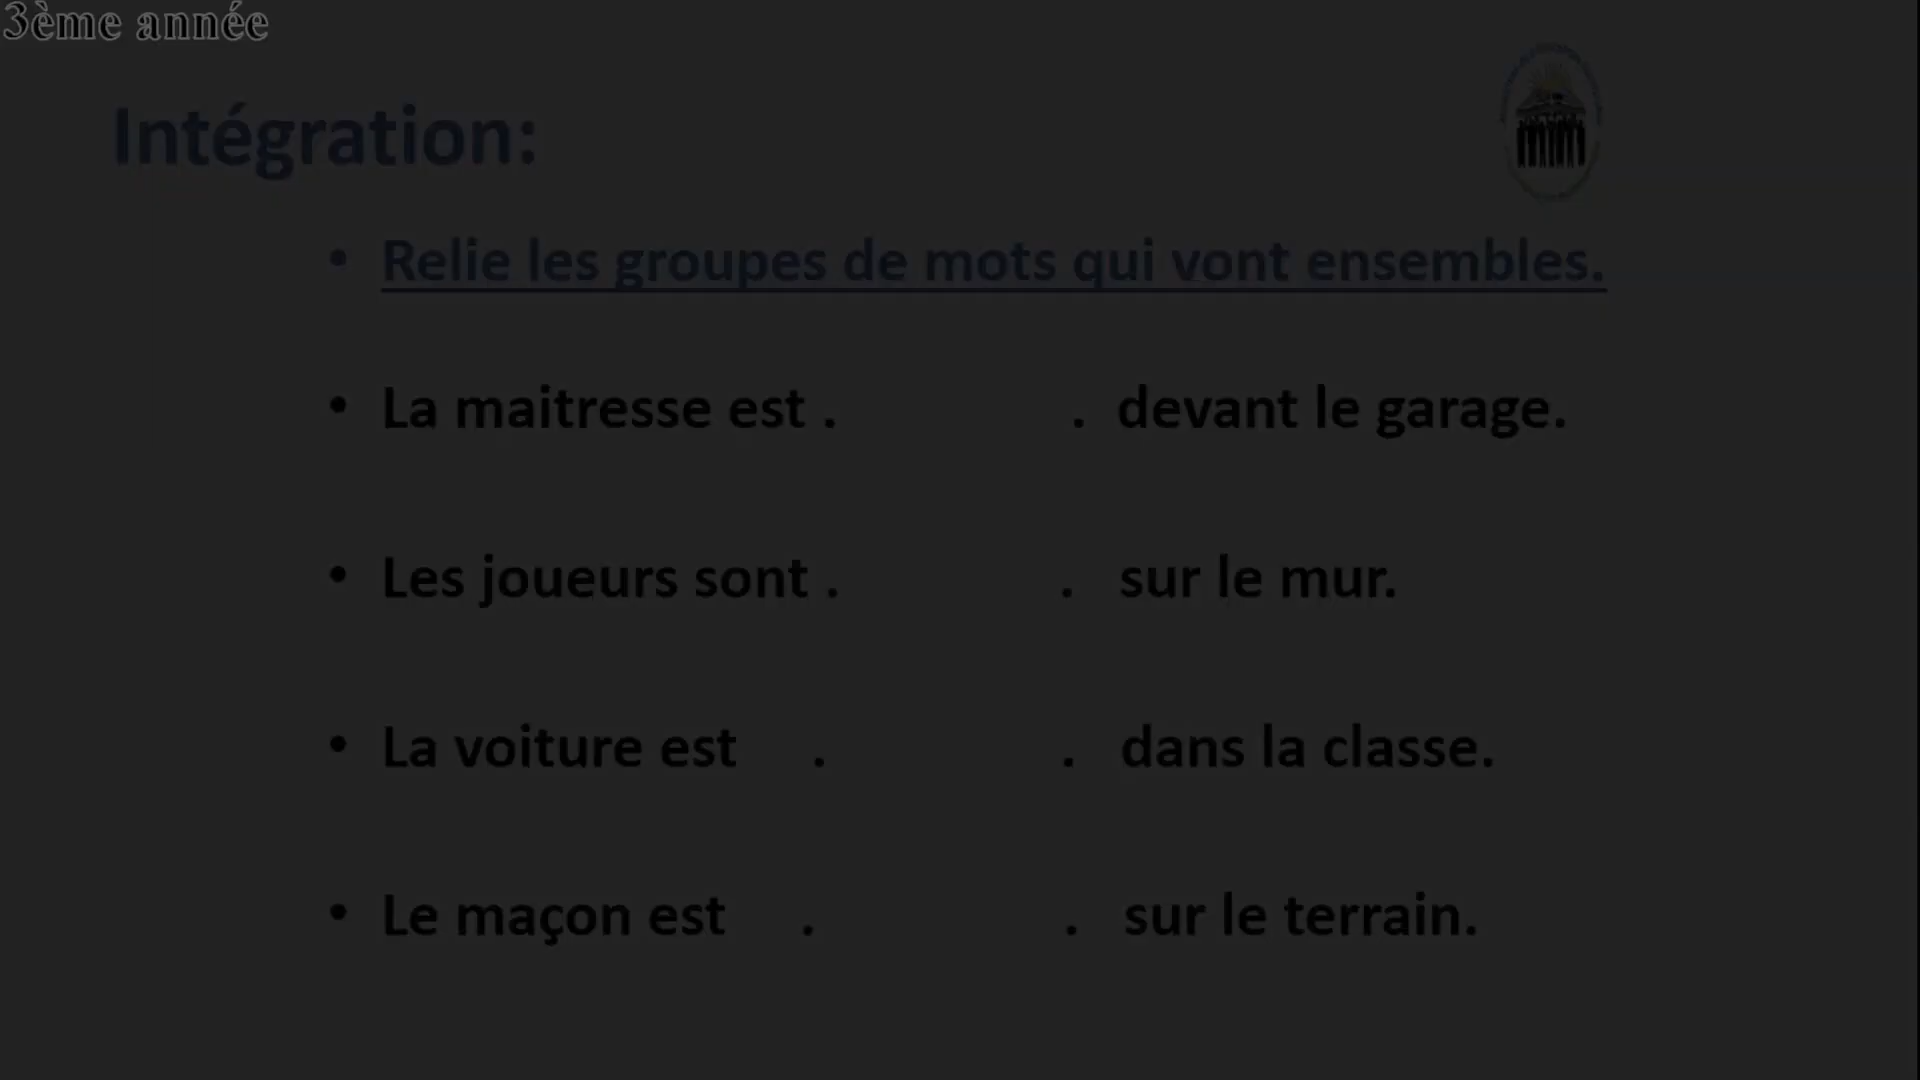 3ème année
Intégration:
• Relie les groupes de mots qui vont ensembles.
• La maitresse est . . devant le garage.
• Les joueurs sont . . sur le mur.
• La voiture est . . dans la classe.
• Le maçon est . . sur le terrain.